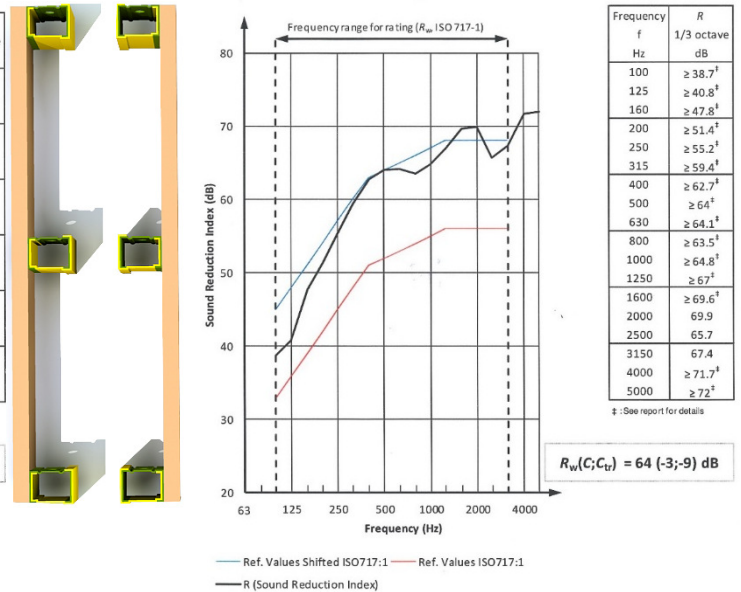 Frequency range for rating (Rw ISO 717-1)
80
70
60
50
40
30
20
63 125 250 500 1000 2000 4000
Sound Reduction Index (dB)
Frequency (Hz)
Ref. Values Shifted ISO717:1 Ref. Values ISO717:1
R (Sound Reduction Index)
Frequency R
f 1/3 octave
Hz dB
100 ≥ 38.7‡
125 ≥ 40.8‡
160 ≥ 47.8‡
200 ≥ 51.4‡
250 ≥ 55.2‡
315 ≥ 59.4‡
400 ≥ 62.7‡
500 ≥ 64‡
630 ≥ 64.1‡
800 ≥ 63.5‡
1000 ≥ 64.8‡
1250 ≥ 67‡
1600 ≥ 69.6‡
2000 69.9
2500 65.7
3150 67.4
4000 ≥ 71.7‡
5000 ≥ 72‡
‡ : See report for details
Rw(C;Ctr) = 64 (-3;-9) dB